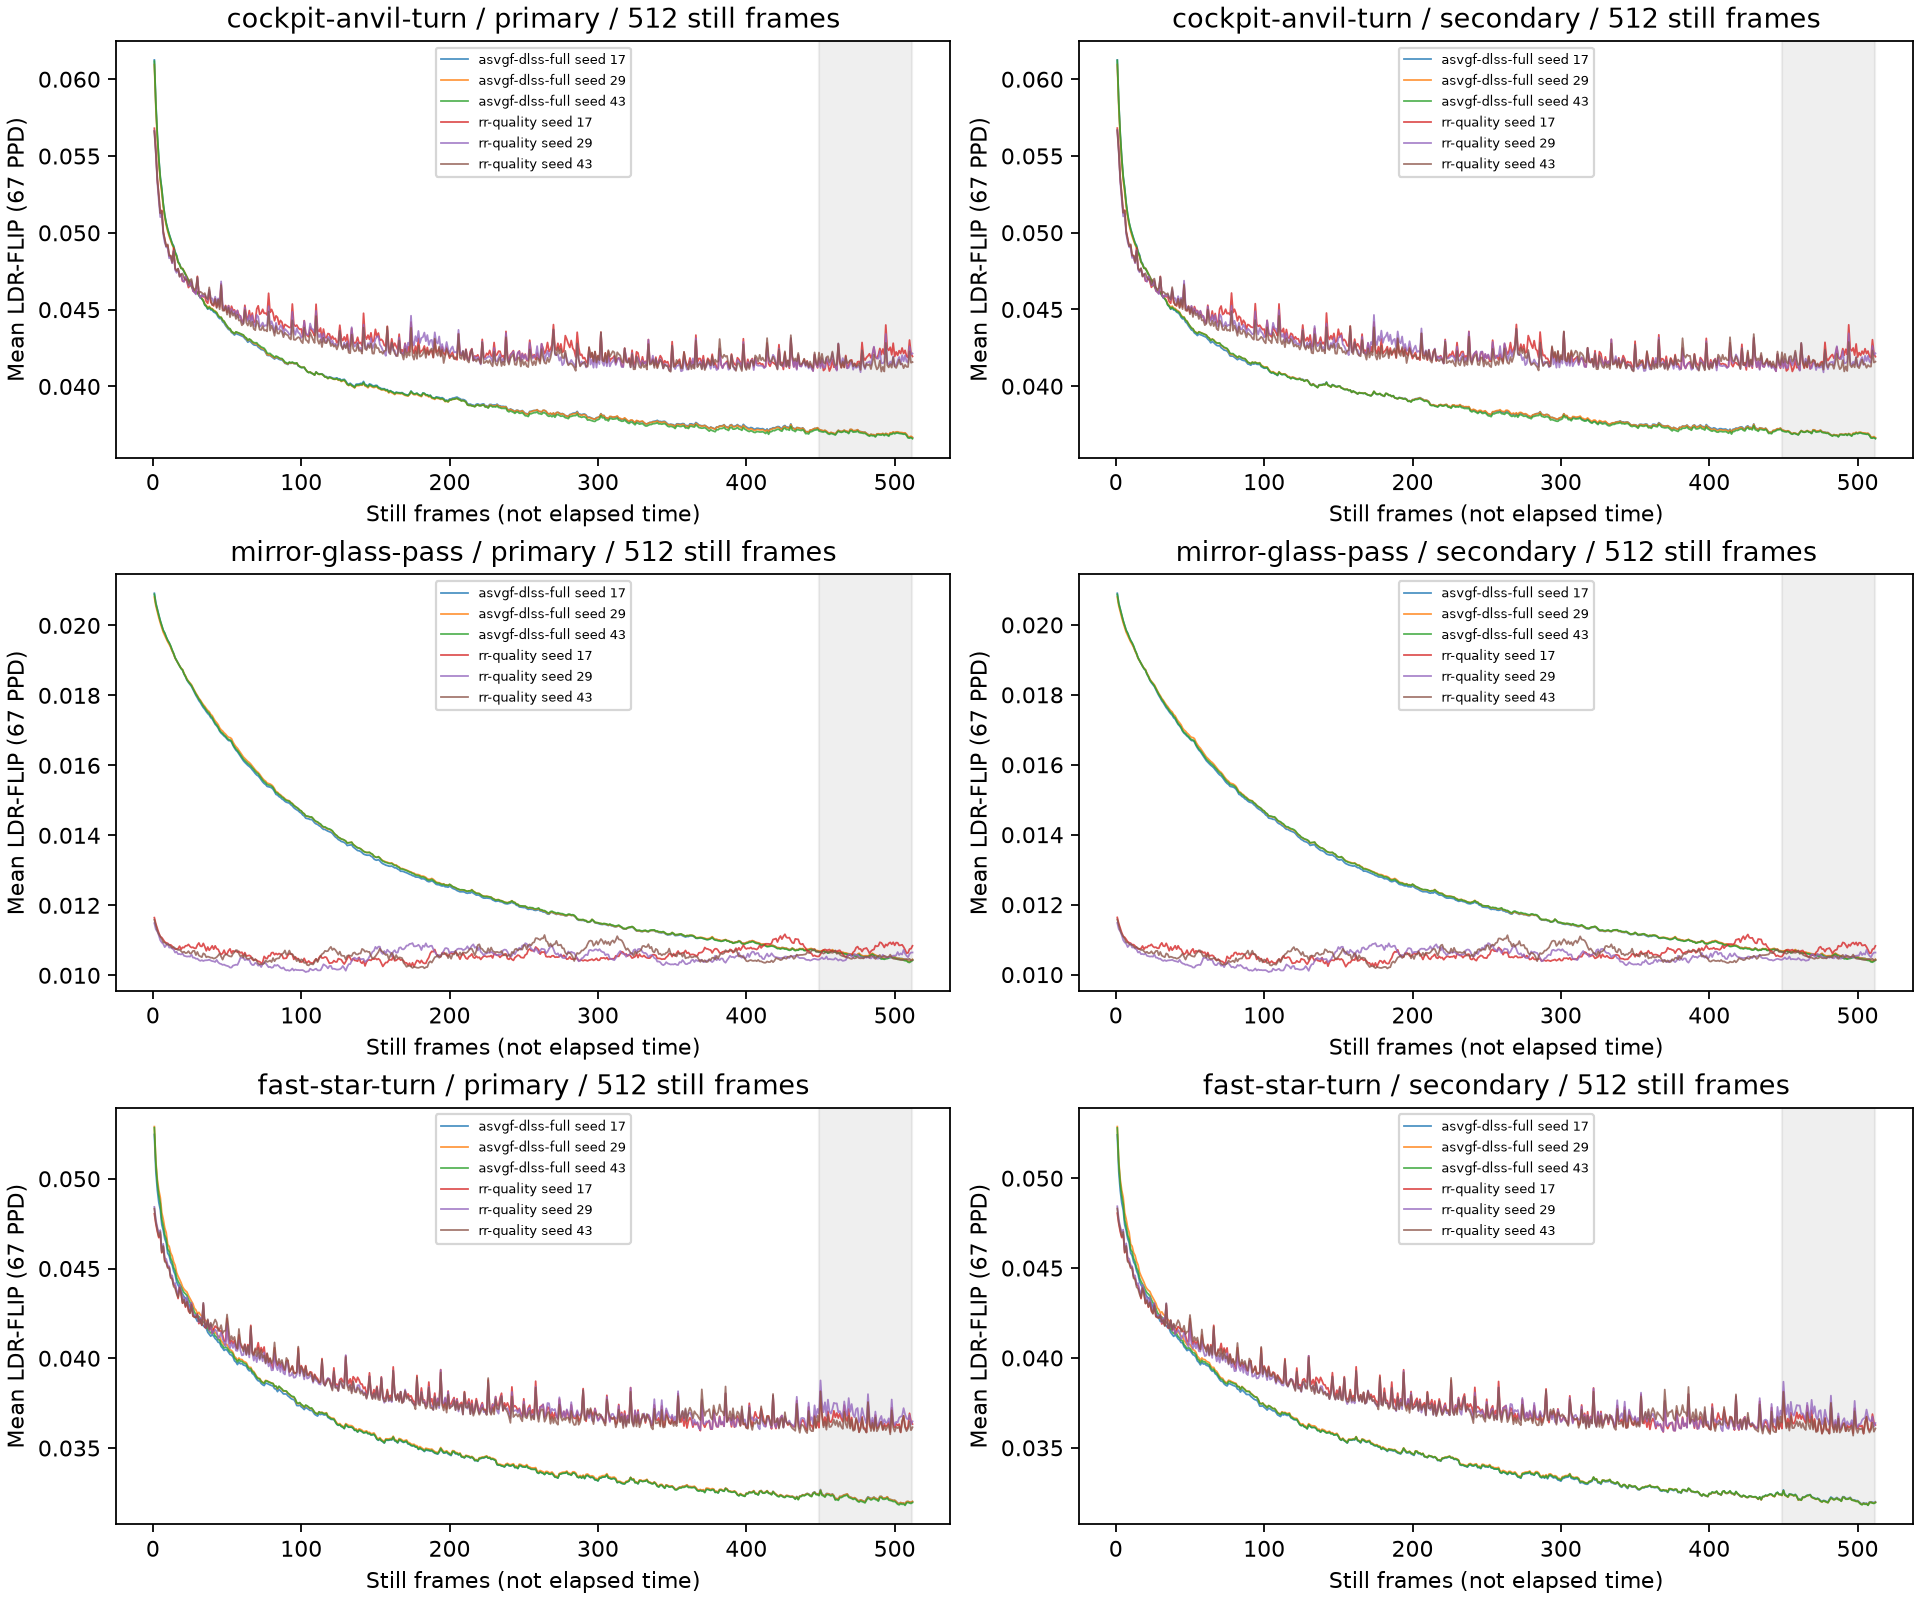 cockpit-anvil-turn / primary / 512 still frames
Mean LDR-FLIP (67 PPD)
0.060
0.055
0.050
0.045
0.040
asvgf-dlss-full seed 17
asvgf-dlss-full seed 29
asvgf-dlss-full seed 43
rr-quality seed 17
rr-quality seed 29
rr-quality seed 43
0 100 200 300 400 500
Still frames (not elapsed time)
cockpit-anvil-turn / secondary / 512 still frames
Mean LDR-FLIP (67 PPD)
0.060
0.055
0.050
0.045
0.040
asvgf-dlss-full seed 17
asvgf-dlss-full seed 29
asvgf-dlss-full seed 43
rr-quality seed 17
rr-quality seed 29
rr-quality seed 43
0 100 200 300 400 500
Still frames (not elapsed time)
mirror-glass-pass / primary / 512 still frames
Mean LDR-FLIP (67 PPD)
0.020
0.018
0.016
0.014
0.012
0.010
asvgf-dlss-full seed 17
asvgf-dlss-full seed 29
asvgf-dlss-full seed 43
rr-quality seed 17
rr-quality seed 29
rr-quality seed 43
0 100 200 300 400 500
Still frames (not elapsed time)
mirror-glass-pass / secondary / 512 still frames
Mean LDR-FLIP (67 PPD)
0.020
0.018
0.016
0.014
0.012
0.010
asvgf-dlss-full seed 17
asvgf-dlss-full seed 29
asvgf-dlss-full seed 43
rr-quality seed 17
rr-quality seed 29
rr-quality seed 43
0 100 200 300 400 500
Still frames (not elapsed time)
fast-star-turn / primary / 512 still frames
Mean LDR-FLIP (67 PPD)
0.050
0.045
0.040
0.035
asvgf-dlss-full seed 17
asvgf-dlss-full seed 29
asvgf-dlss-full seed 43
rr-quality seed 17
rr-quality seed 29
rr-quality seed 43
0 100 200 300 400 500
Still frames (not elapsed time)
fast-star-turn / secondary / 512 still frames
Mean LDR-FLIP (67 PPD)
0.050
0.045
0.040
0.035
asvgf-dlss-full seed 17
asvgf-dlss-full seed 29
asvgf-dlss-full seed 43
rr-quality seed 17
rr-quality seed 29
rr-quality seed 43
0 100 200 300 400 500
Still frames (not elapsed time)